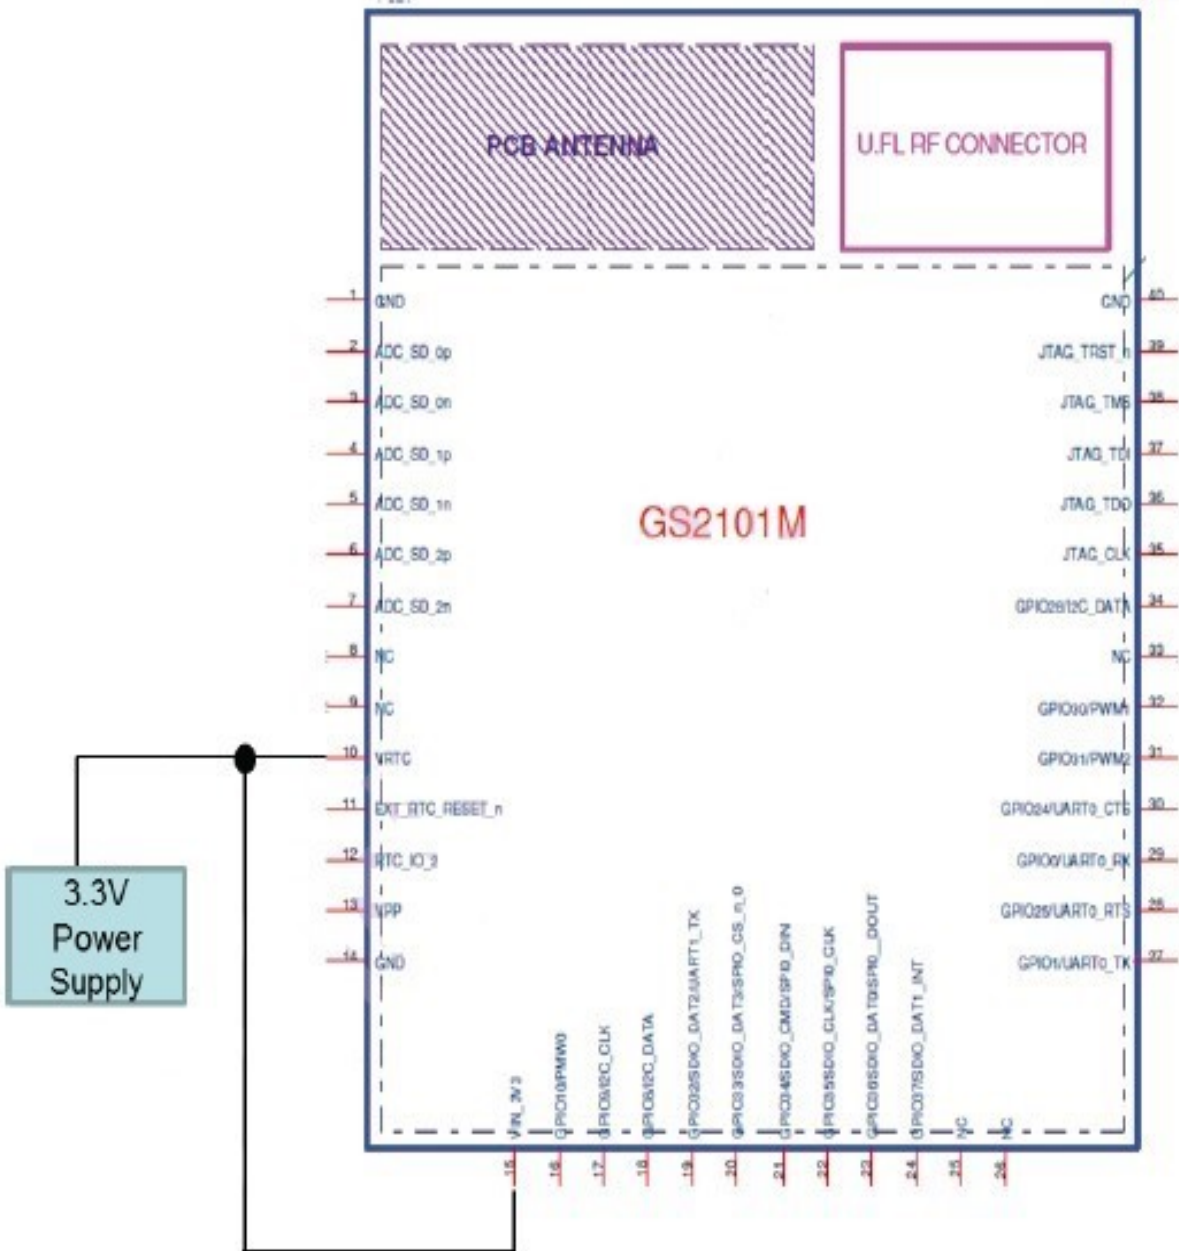 PCB ANTENNA
U.FL RF CONNECTOR
GS2101M
1 GND
2 ADC_SD_0p
3 ADC_SD_0n
4 ADC_SD_1p
5 ADC_SD_1n
6 ADC_SD_2p
7 ADC_SD_2n
8 NC
9 NC
10 VRTC
11 EXT_RTC_RESET_n
12 RTC_IO_2
13 VPP
14 GND
3.3V
Power
Supply
15 VIN_3V3
16 GPIO10/PMW0
17 GPIO9/I2C_CLK
18 GPIO8/I2C_DATA
19 GPIO32/SDIO_DAT2/UART1_TX
20 GPIO33/SDIO_DAT3/SPI0_CS_n_0
21 GPIO34/SDIO_CMD/SPI0_DIN
22 GPIO35/SDIO_CLK/SPI0_CLK
23 GPIO36/SDIO_DAT0/SPI0_DOUT
24 GPIO37/SDIO_DAT1_INT
25 NC
26 NC
GPIO1/UART0_TX 27
GPIO25/UART0_RTS 28
GPIO0/UART0_RX 29
GPIO24/UART0_CTS 30
GPIO31/PWM2 31
GPIO30/PWM1 32
NC 33
GPIO28/I2C_DATA 34
JTAG_CLK 35
JTAG_TDO 36
JTAG_TDI 37
JTAG_TMS 38
JTAG_TRST_n 39
GND 40